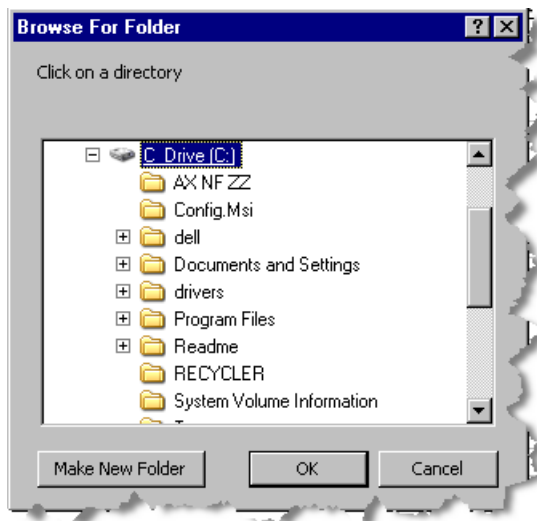 Browse For Folder
Click on a directory
C_Drive (C:)
AX NF ZZ
Config.Msi
dell
Documents and Settings
drivers
Program Files
Readme
RECYCLER
System Volume Information
Make New Folder
OK
Cancel